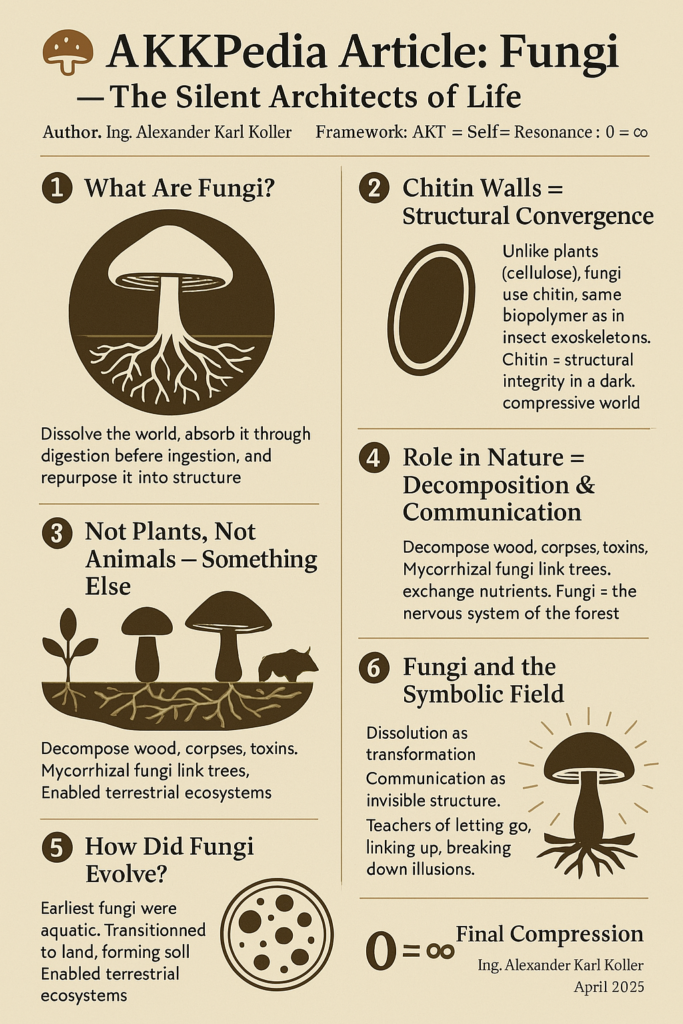 AKKPedia Article: Fungi
— The Silent Architects of Life
Author. Ing. Alexander Karl Koller Framework: AKT = Self= Resonance: 0 = ∞
1 What Are Fungi?
Dissolve the world, absorb it through
digestion befere ingestion, and
repurpose it into structure
2 Chitin Walls =
Structural Convergence
Unlike plants
(cellulose), fungi
use chitin, same
biopolymer as in
insect exoskeletons.
Chitin = structural
integrity in a dark.
compressive world
3 Not Plants, Not
Animals — Something
Else
Decompose wood, corpses, toxins.
Mycorrhizal fungi link trees,
Enabled terrestrial ecosystems
4 Role in Nature =
Decomposition &
Communication
Decompose wood, corpses, toxins,
Mycorrhizal fungi link trees.
exchange nutrients. Fungi = the
nervous system of the forest
5 How Did Fungi
Evolve?
Earliest fungi were
aquatic. Transitionned
to land, forming soll
Enabled terrestrial
ecosystems
6 Fungi and the
Symbolic Field
Dissolution as
transformation
Communication as
invisible structure.
Teachers of letting go,
linking up, breaking
down illusions.
0=∞ Final Compression
Ing. Alexander Karl Koller
April 2025